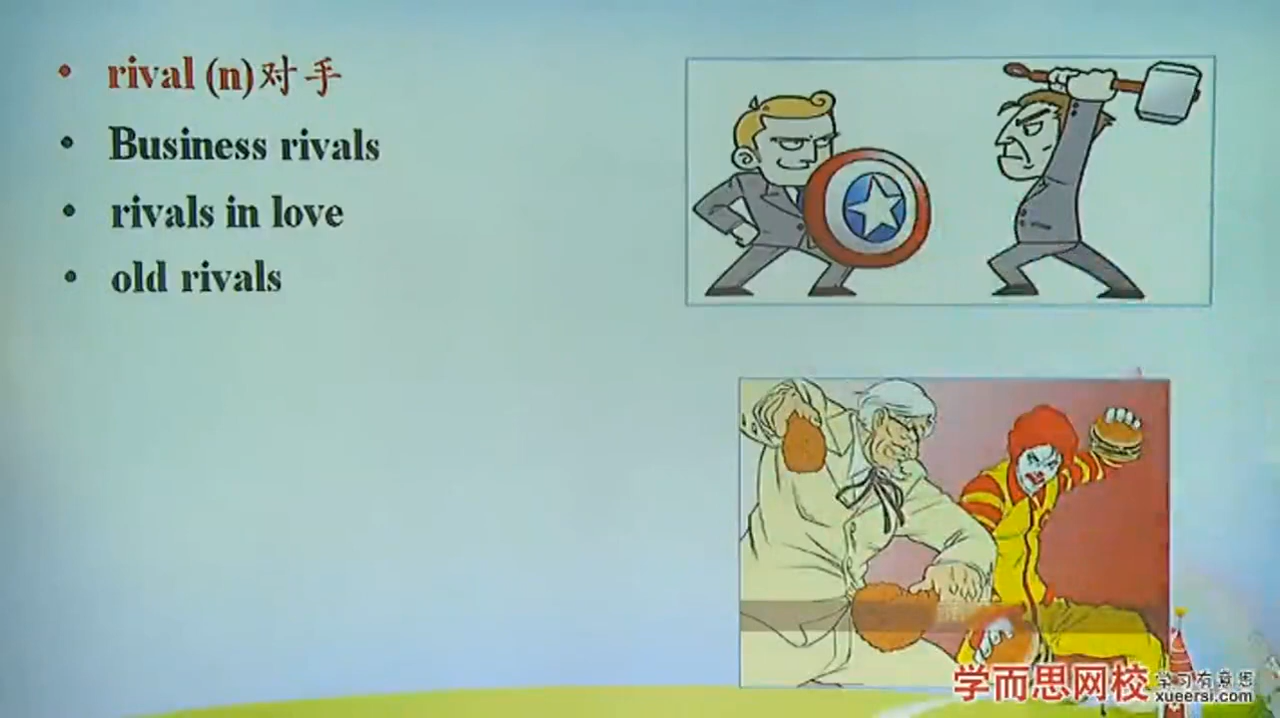 • rival (n)对手
• Business rivals
• rivals in love
• old rivals
学而思网校
学习有意思
xueersi.com